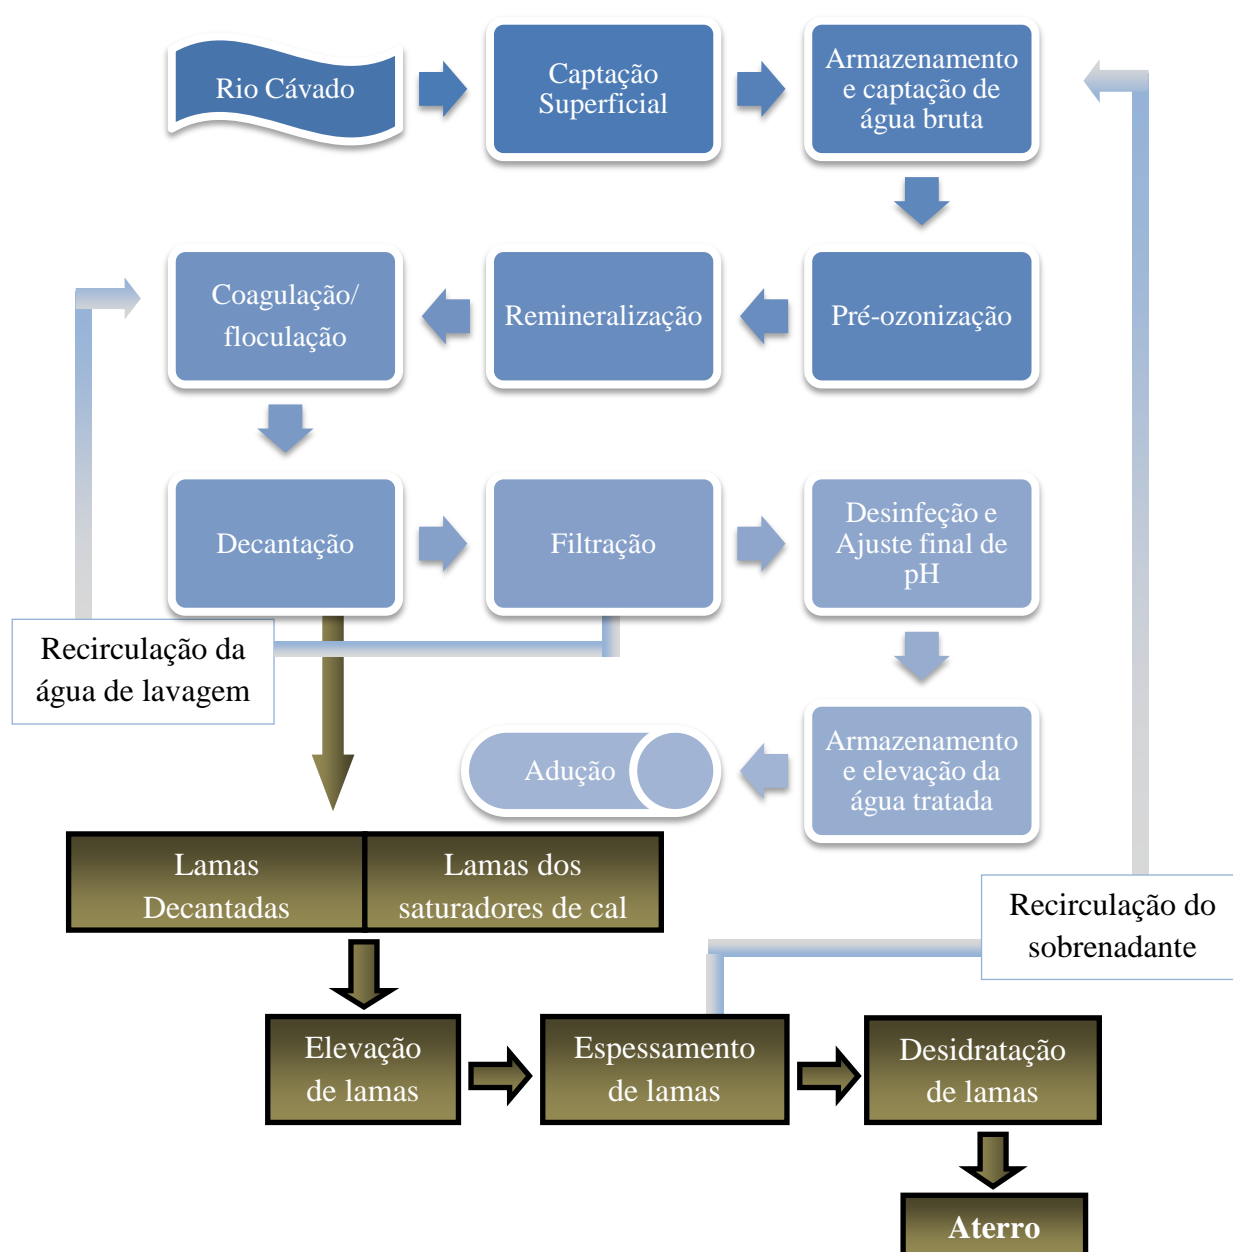 Rio Cávado
Captação
Superficial
Armazenamento
e captação de
água bruta
Coagulação/
floculação
Remineralização
Pré-ozonização
Decantação
Filtração
Desinfeção e
Ajuste final de
pH
Recirculação da
água de lavagem
Adução
Armazenamento
e elevação da
água tratada
Lamas
Decantadas
Lamas dos
saturadores de cal
Recirculação do
sobrenadante
Elevação
de lamas
Espessamento
de lamas
Desidratação
de lamas
Aterro